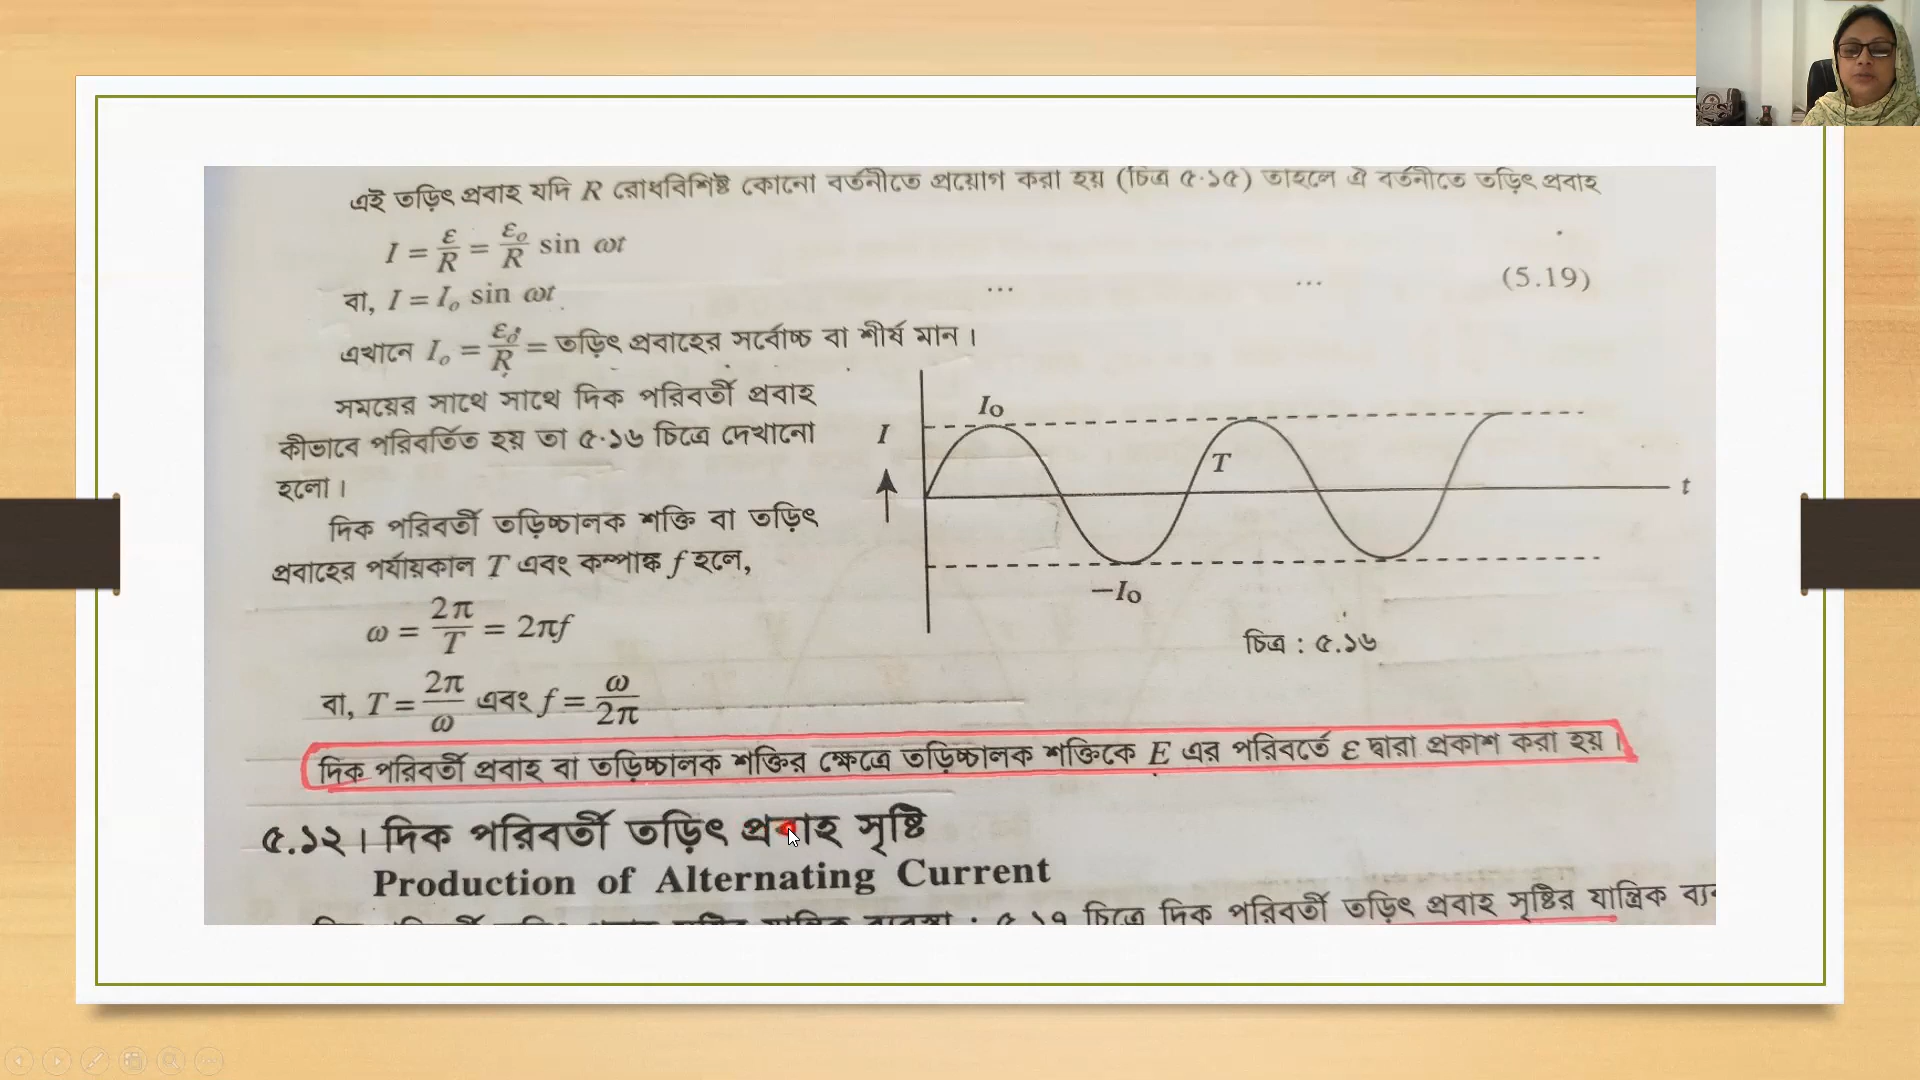 এই তড়িৎ প্রবাহ যদি R রোধবিশিষ্ট কোনো বর্তনীতে প্রয়োগ করা হয় (চিত্র ৫·১৫) তাহলে ঐ বর্তনীতে তড়িৎ প্রবাহ
I = ε/R = ε₀/R sin ωt
বা, I = I₀ sin ωt ... ... (5.19)
এখানে I₀ = ε₀/R = তড়িৎ প্রবাহের সর্বোচ্চ বা শীর্ষ মান।
সময়ের সাথে সাথে দিক পরিবর্তী প্রবাহ
কীভাবে পরিবর্তিত হয় তা ৫·১৬ চিত্রে দেখানো
হলো।
দিক পরিবর্তী তড়িচ্চালক শক্তি বা তড়িৎ
প্রবাহের পর্যায়কাল T এবং কম্পাঙ্ক f হলে,
ω = 2π/T = 2πf
বা, T = 2π/ω এবং f = ω/2π
I₀
I
T
t
−I₀
চিত্র : ৫.১৬
দিক পরিবর্তী প্রবাহ বা তড়িচ্চালক শক্তির ক্ষেত্রে তড়িচ্চালক শক্তিকে E এর পরিবর্তে ε দ্বারা প্রকাশ করা হয়।
৫.১২। দিক পরিবর্তী তড়িৎ প্রবাহ সৃষ্টি
Production of Alternating Current
৫.১৭ চিত্রে দিক পরিবর্তী তড়িৎ প্রবাহ সৃষ্টির যান্ত্রিক